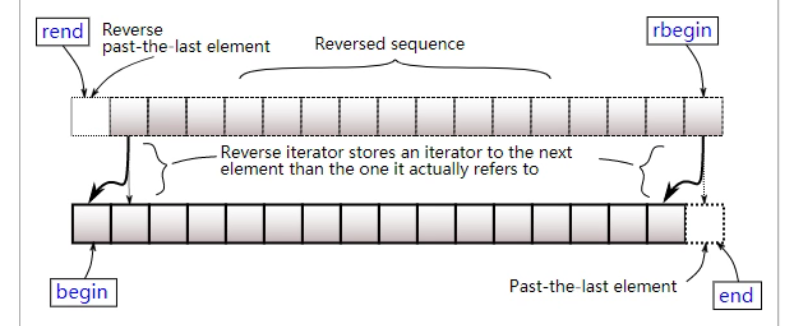 rend
Reverse
past-the-last element
Reversed sequence
rbegin
Reverse iterator stores an iterator to the next
element than the one it actually refers to
begin
Past-the-last element
end